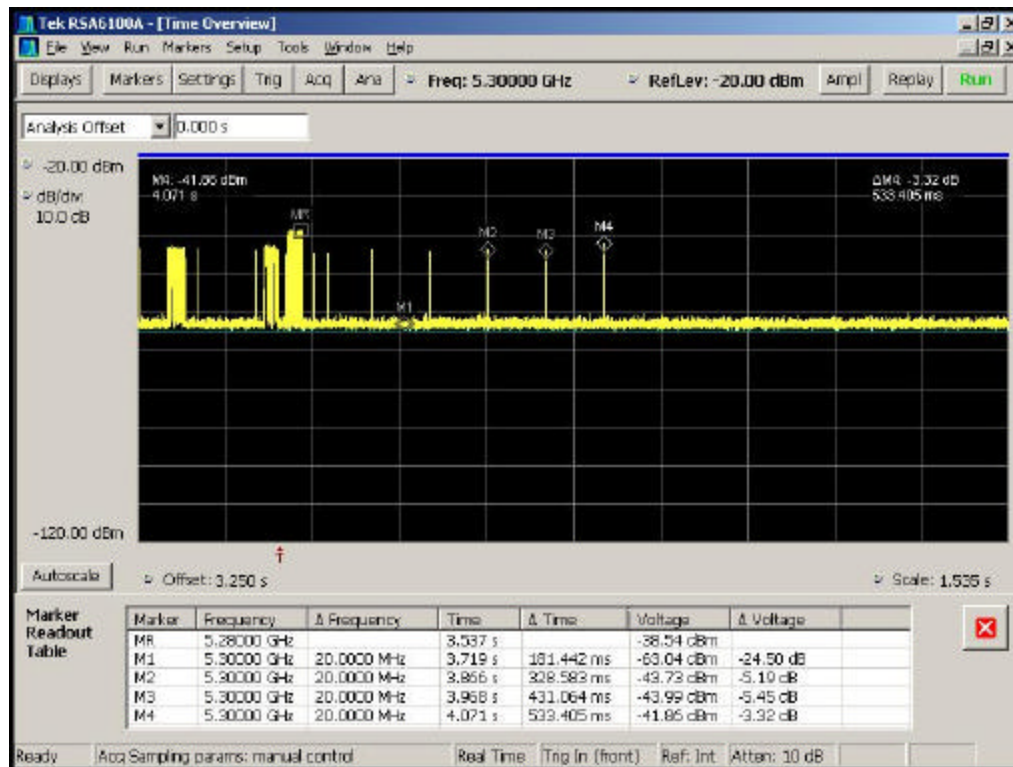 Tek RSA6100A - [Time Overview]
File View Run Markers Setup Tools Window Help
Displays Markers Settings Trig Acq Ana Freq: 5.30000 GHz RefLev: -20.00 dBm Ampl Replay Run
Analysis Offset 0.000 s
-20.00 dBm
dB/div:
10.0 dB
M4: -41.86 dBm
4.071 s
ΔM4: -3.32 dB
533.405 ms
MR
M2 M3 M4
M1
-120.00 dBm
Autoscale Offset: 3.250 s Scale: 1.535 s
Marker Readout Table
Marker Frequency Δ Frequency Time Δ Time Voltage Δ Voltage
MR 5.28000 GHz 3.537 s -38.54 dBm
M1 5.30000 GHz 20.0000 MHz 3.719 s 181.442 ms -63.04 dBm -24.50 dB
M2 5.30000 GHz 20.0000 MHz 3.866 s 328.583 ms -43.73 dBm -5.19 dB
M3 5.30000 GHz 20.0000 MHz 3.968 s 431.064 ms -43.99 dBm -5.45 dB
M4 5.30000 GHz 20.0000 MHz 4.071 s 533.405 ms -41.86 dBm -3.32 dB
Ready Acq Sampling params: manual control Real Time Trig In (front) Ref: Int Atten: 10 dB